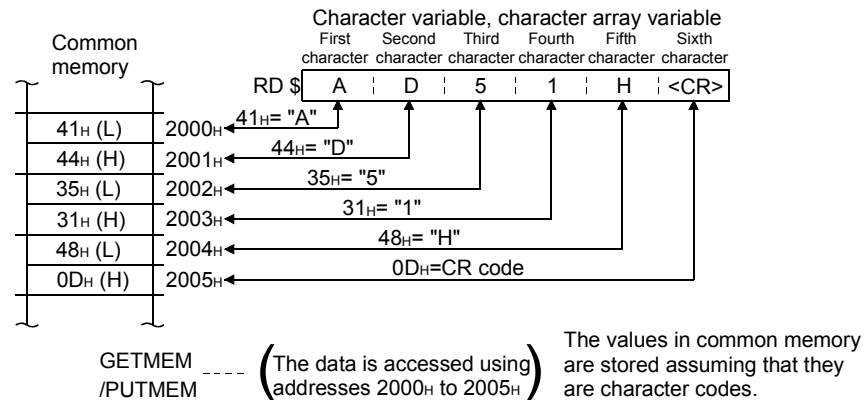 Character variable, character array variable
Common memory
First character Second character Third character Fourth character Fifth character Sixth character
RD $ A D 5 1 H <CR>
41H (L) 2000H 41H= "A"
44H (H) 2001H 44H= "D"
35H (L) 2002H 35H= "5"
31H (H) 2003H 31H= "1"
48H (L) 2004H 48H= "H"
0DH (H) 2005H 0DH=CR code
GETMEM
/PUTMEM
(The data is accessed using
addresses 2000H to 2005H)
The values in common memory
are stored assuming that they
are character codes.